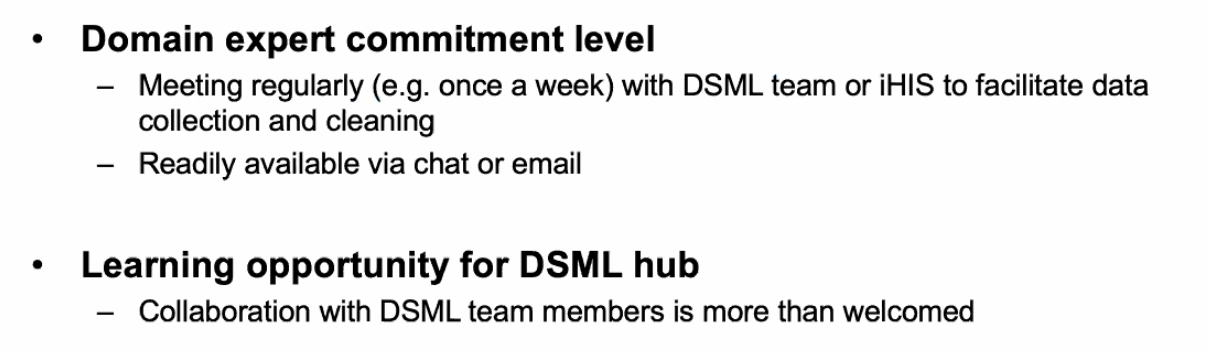 • Domain expert commitment level
– Meeting regularly (e.g. once a week) with DSML team or iHIS to facilitate data
collection and cleaning
– Readily available via chat or email
• Learning opportunity for DSML hub
– Collaboration with DSML team members is more than welcomed